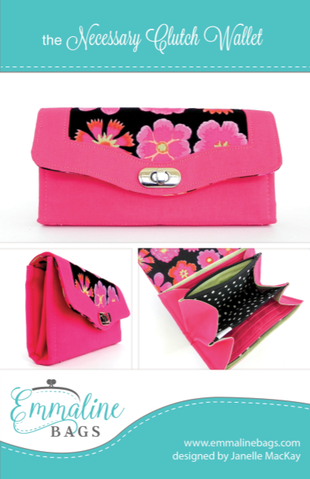 the Necessary Clutch Wallet
Emmaline
BAGS
www.emmalinebags.com
designed by Janelle MacKay